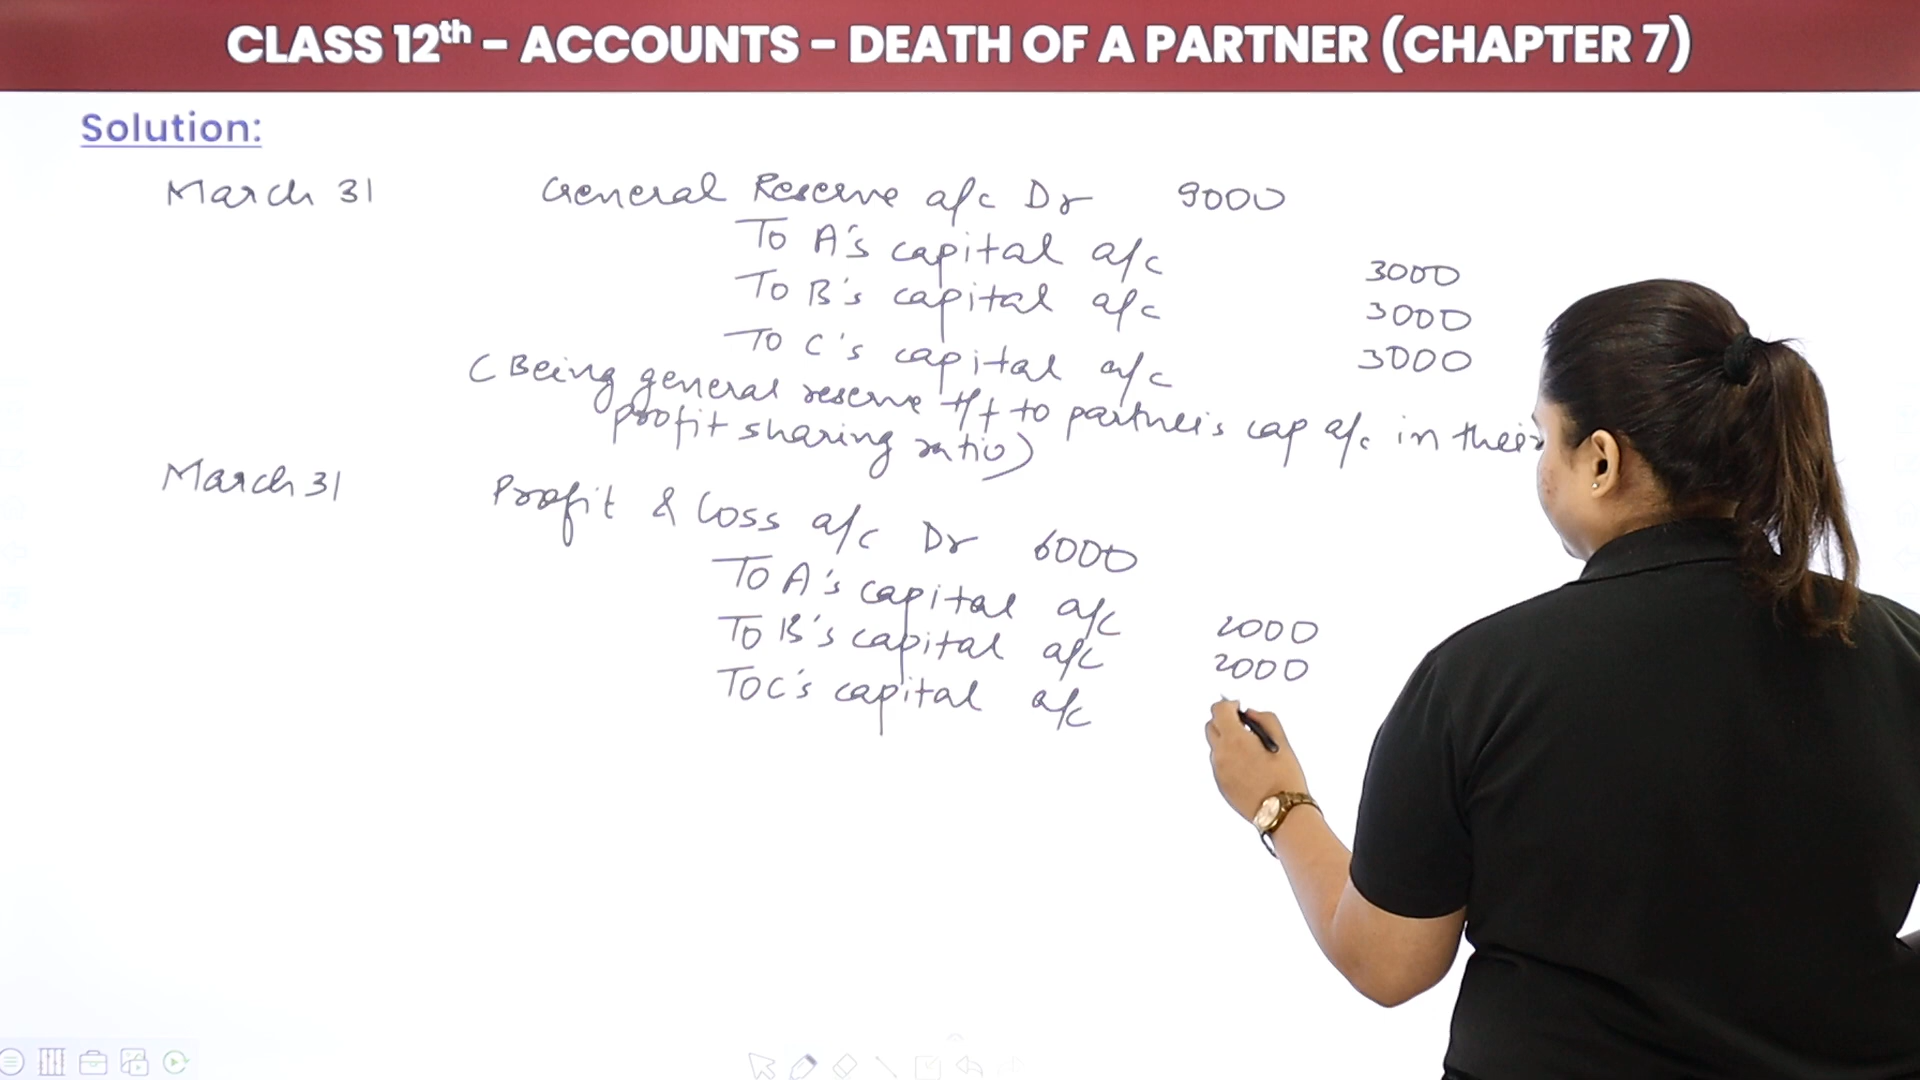 CLASS 12th – ACCOUNTS – DEATH OF A PARTNER (CHAPTER 7)
Solution:
March 31 General Reserve a/c Dr 9000
To A's capital a/c 3000
To B's capital a/c 3000
To C's capital a/c 3000
(Being general reserve t/f to partner's cap a/c in their
profit sharing ratio)
March 31 Profit & Loss a/c Dr 6000
To A's capital a/c 2000
To B's capital a/c 2000
To C's capital a/c